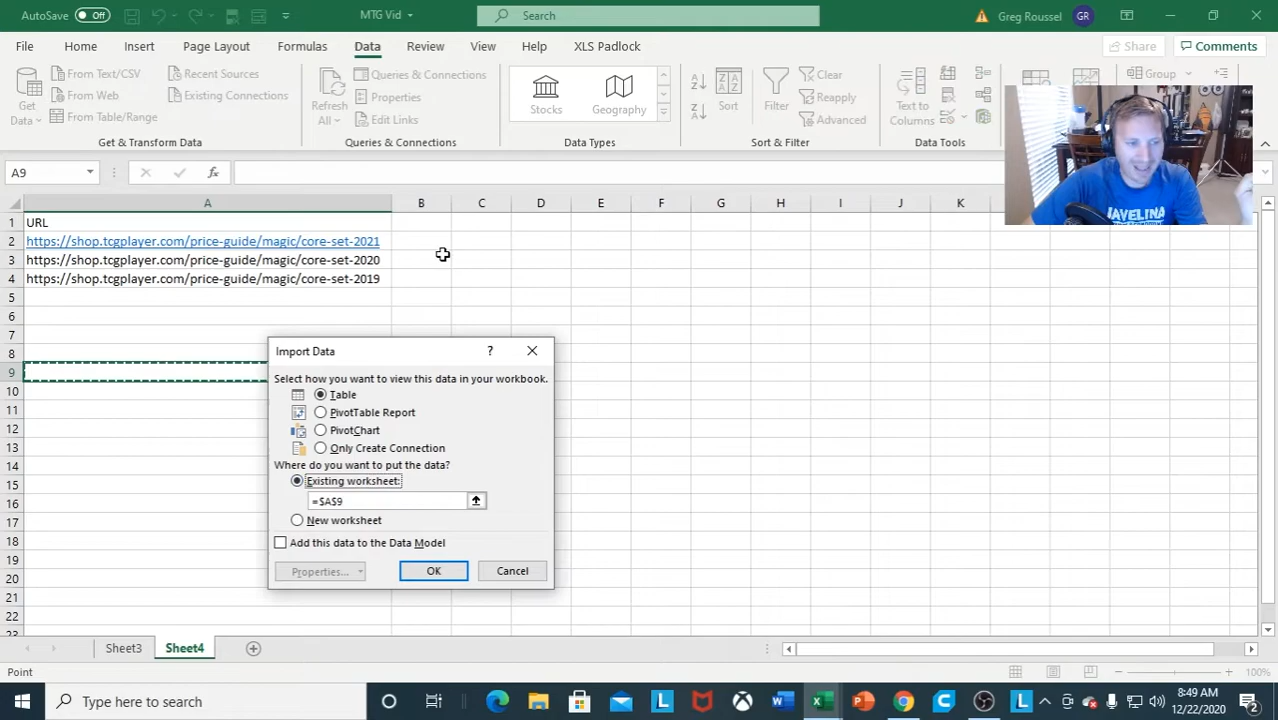 AutoSave Off MTG Vid Search Greg Roussel GR
File Home Insert Page Layout Formulas Data Review View Help XLS Padlock Share Comments
From Text/CSV Recent Sources Queries & Connections Clear Group
Get Data From Web Existing Connections Refresh All Properties Stocks Geography Sort Filter Reapply Text to Columns
From Table/Range Edit Links Advanced
Get & Transform Data Queries & Connections Data Types Sort & Filter Data Tools
A9 fx
A B C D E F G H I J K
1 URL
2 https://shop.tcgplayer.com/price-guide/magic/core-set-2021
3 https://shop.tcgplayer.com/price-guide/magic/core-set-2020
4 https://shop.tcgplayer.com/price-guide/magic/core-set-2019
5
6
7
8
9
10
11
12
13
14
15
16
17
18
19
20
21
22
23
Import Data ?
Select how you want to view this data in your workbook.
Table
PivotTable Report
PivotChart
Only Create Connection
Where do you want to put the data?
Existing worksheet:
=$A$9
New worksheet
Add this data to the Data Model
Properties... OK Cancel
JAVELINA
Sheet3 Sheet4
Point 100%
Type here to search L W X P C L 8:49 AM
12/22/2020 2